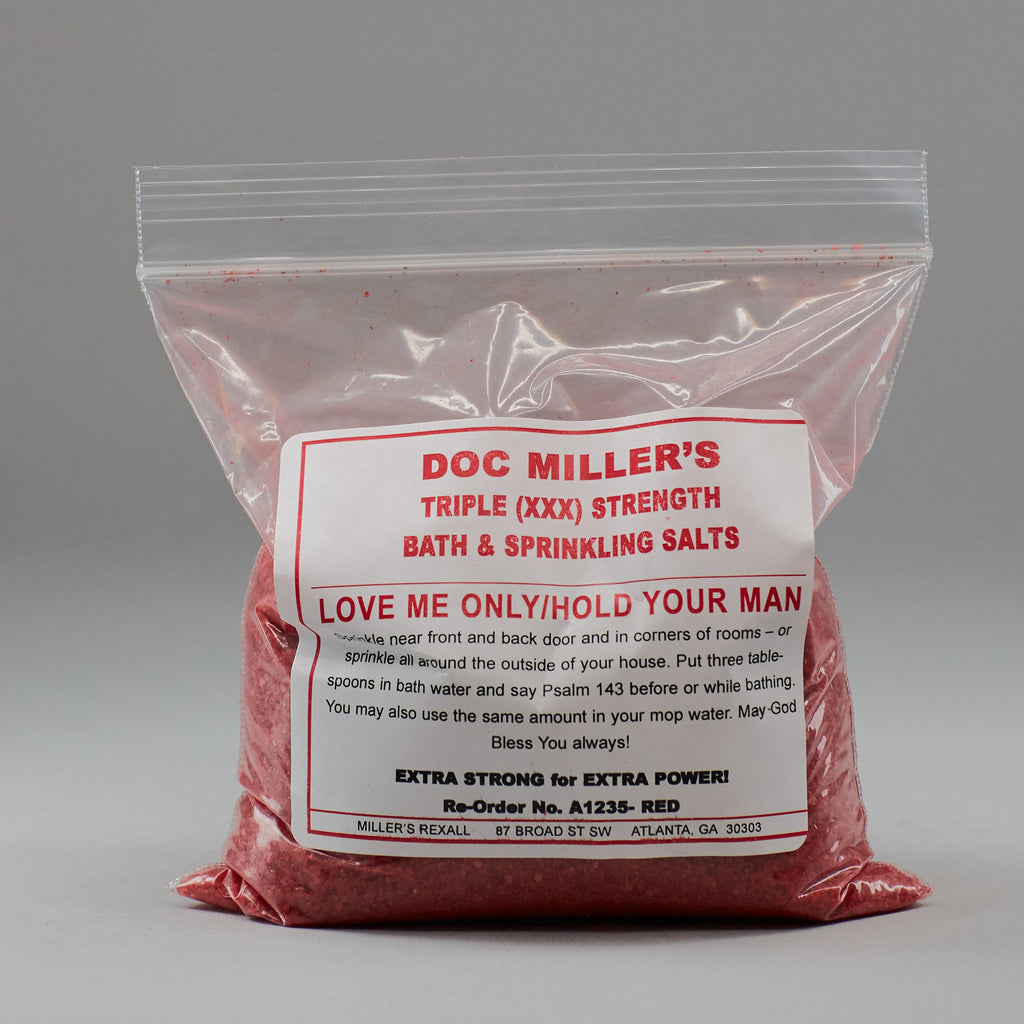 DOC MILLER'S
TRIPLE (XXX) STRENGTH
BATH & SPRINKLING SALTS
LOVE ME ONLY/HOLD YOUR MAN
Sprinkle near front and back door and in corners of rooms – or
sprinkle all around the outside of your house. Put three table-
spoons in bath water and say Psalm 143 before or while bathing.
You may also use the same amount in your mop water. May God
Bless You always!
EXTRA STRONG for EXTRA POWER!
Re-Order No. A1235- RED
MILLER'S REXALL 87 BROAD ST SW ATLANTA, GA 30303